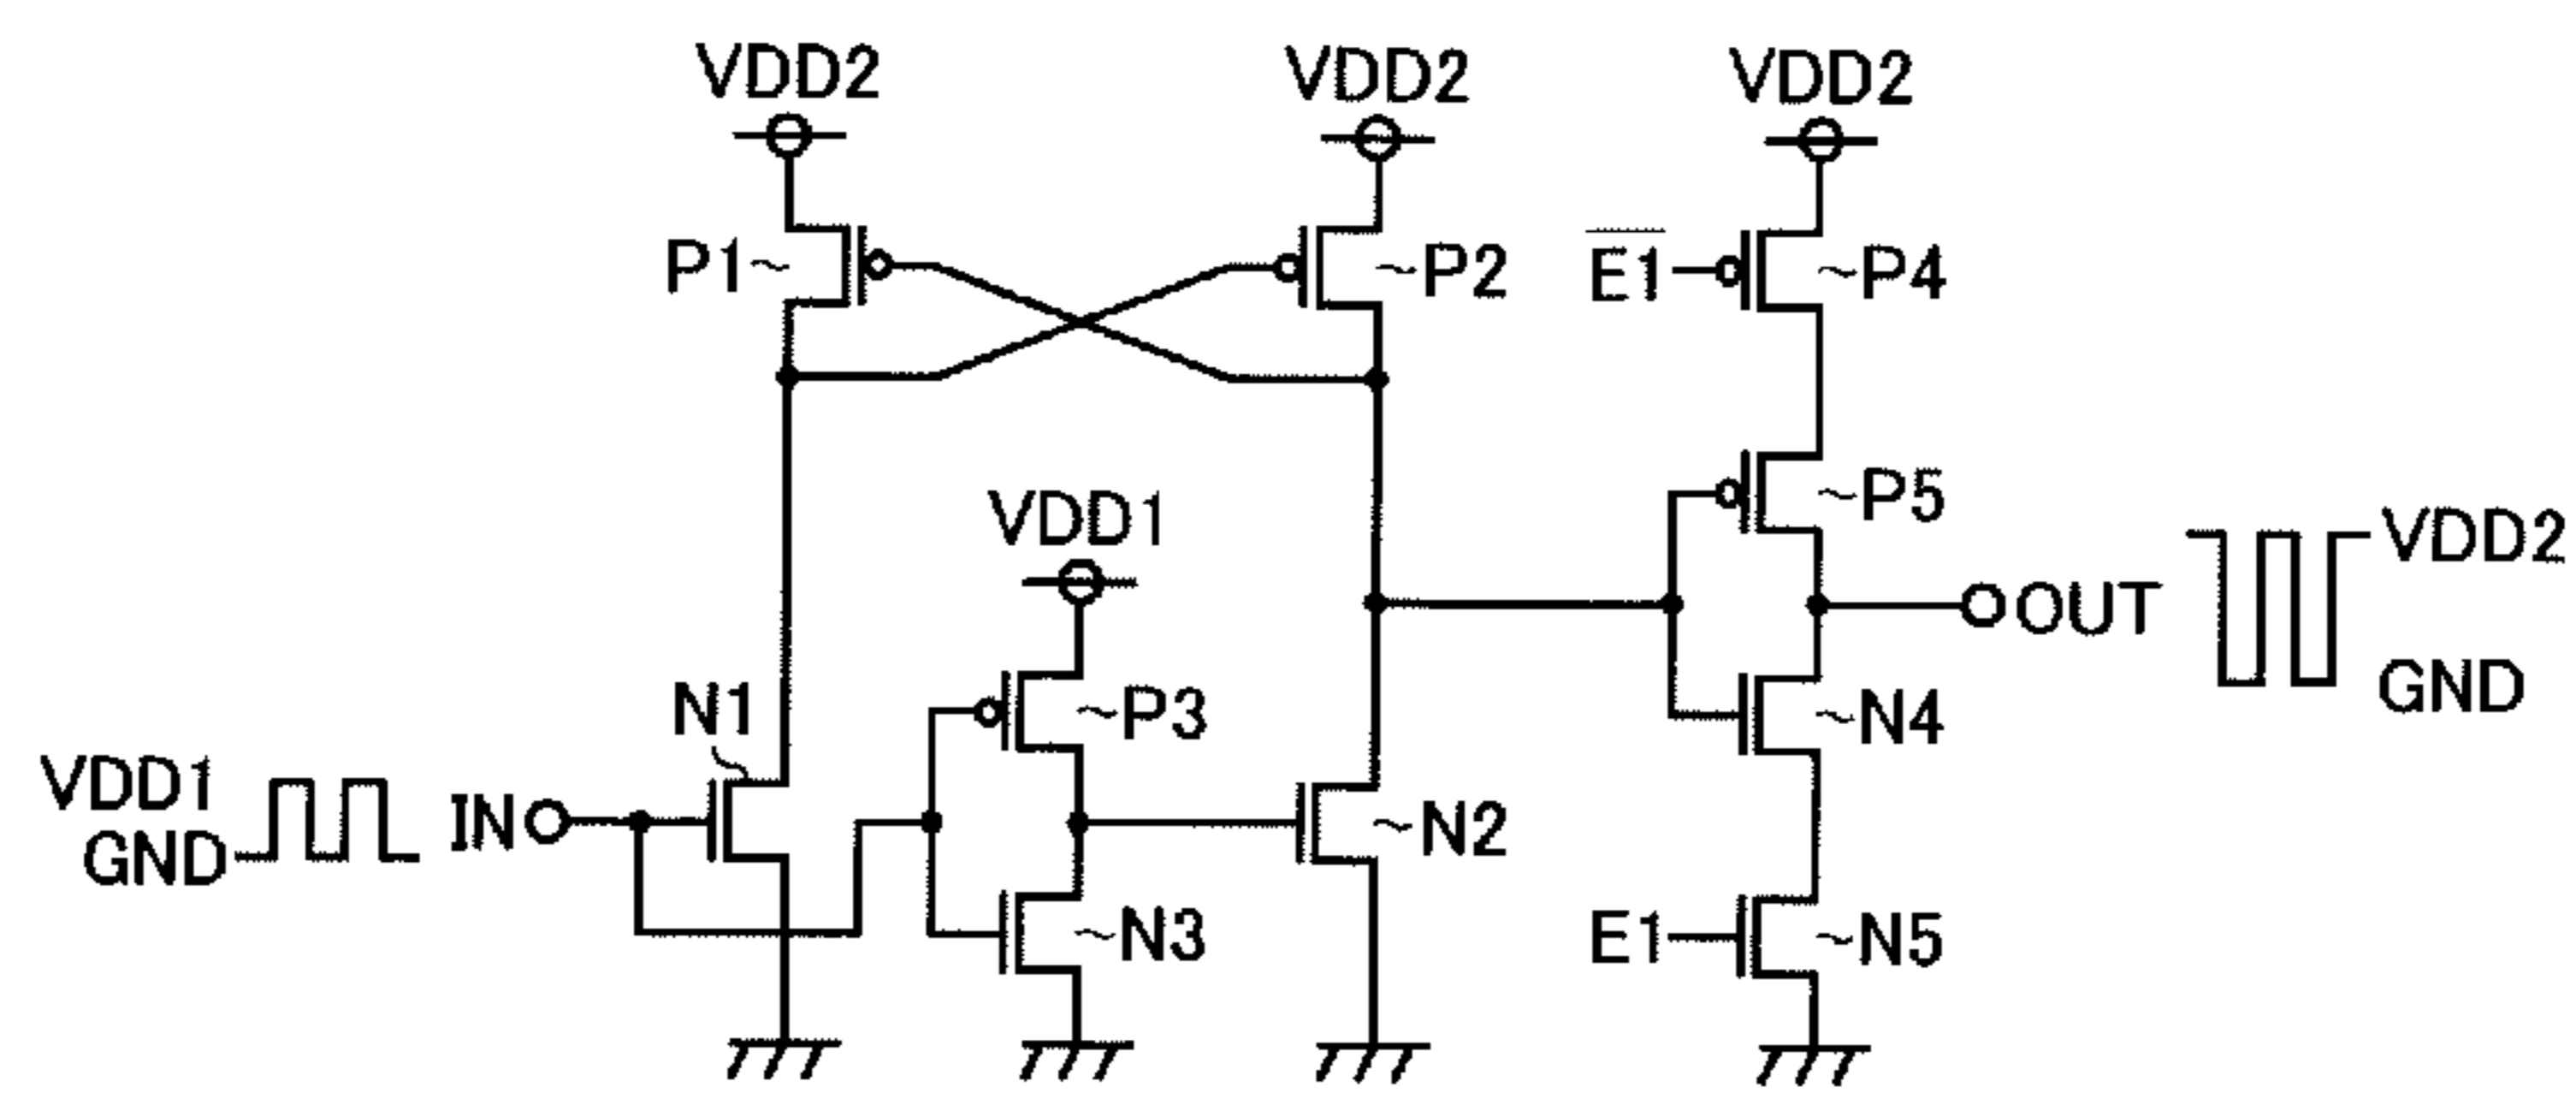 VDD2 VDD2 VDD2
P1 P2 E1 P4
VDD1 P5
VDD2
OUT
N1 P3 N4 GND
VDD1
IN N2
GND
N3 E1 N5